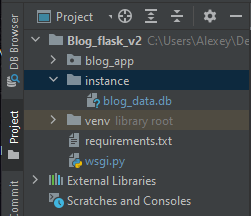 Project
Blog_flask_v2 C:\Users\Alexey\De
blog_app
instance
blog_data.db
venv library root
requirements.txt
wsgi.py
External Libraries
Scratches and Consoles
DB Browser
Project
Commit